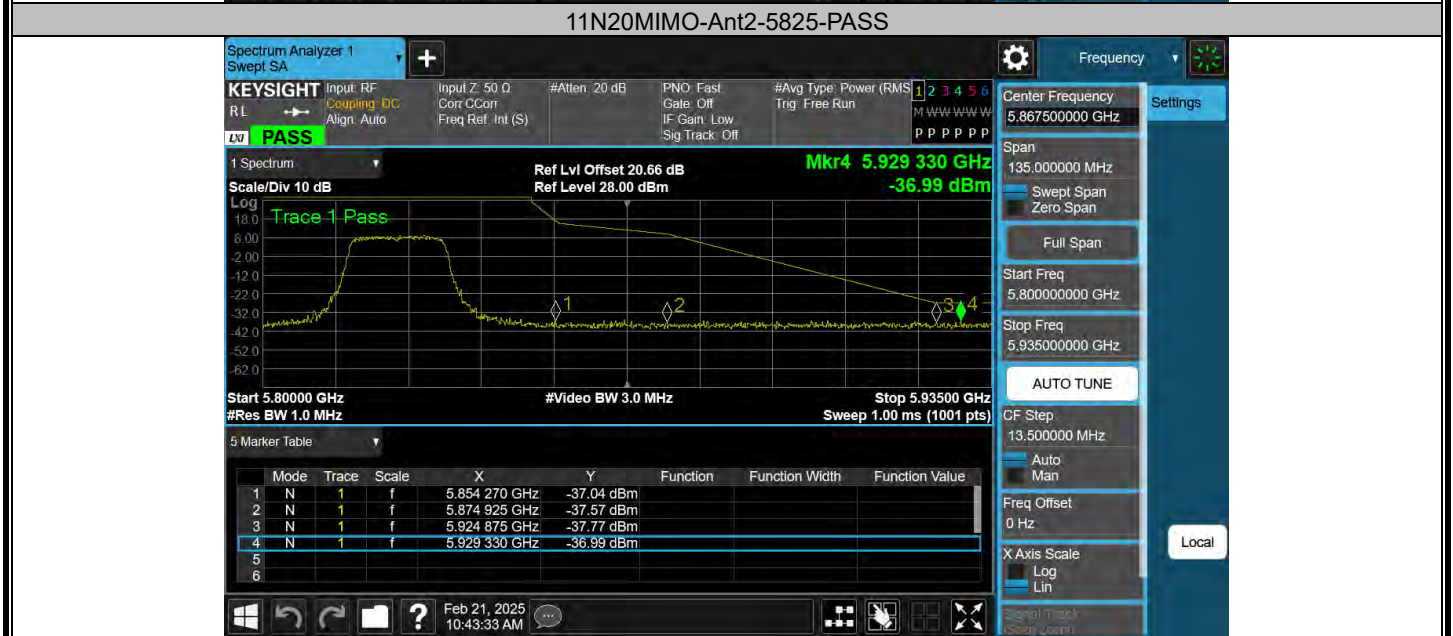 11N20MIMO-Ant2-5825-PASS
Spectrum Analyzer 1
Swept SA
+
Frequency
KEYSIGHT
RL
LXI PASS
Input: RF
Coupling: DC
Align: Auto
Input Z: 50 Ω
Corr CCorr
Freq Ref: Int (S)
#Atten: 20 dB
PNO: Fast
Gate: Off
IF Gain: Low
Sig Track: Off
#Avg Type: Power (RMS
Trig: Free Run
1 2 3 4 5 6
M W W W W W
P P P P P P
Center Frequency
5.867500000 GHz
Settings
Span
135.000000 MHz
Swept Span
Zero Span
Full Span
Start Freq
5.800000000 GHz
Stop Freq
5.935000000 GHz
AUTO TUNE
CF Step
13.500000 MHz
Auto
Man
Freq Offset
0 Hz
X Axis Scale
Log
Lin
Local
1 Spectrum
Scale/Div 10 dB
Ref Lvl Offset 20.66 dB
Ref Level 28.00 dBm
Mkr4 5.929 330 GHz
-36.99 dBm
Log
Trace 1 Pass
18.0
8.00
-2.00
-12.0
-22.0
-32.0
-42.0
-52.0
-62.0
1
2
3
4
Start 5.80000 GHz
#Video BW 3.0 MHz
Stop 5.93500 GHz
#Res BW 1.0 MHz
Sweep 1.00 ms (1001 pts)
5 Marker Table
Mode Trace Scale X Y Function Function Width Function Value
1 N 1 f 5.854 270 GHz -37.04 dBm
2 N 1 f 5.874 925 GHz -37.57 dBm
3 N 1 f 5.924 875 GHz -37.77 dBm
4 N 1 f 5.929 330 GHz -36.99 dBm
5
6
?
Feb 21, 2025
10:43:33 AM